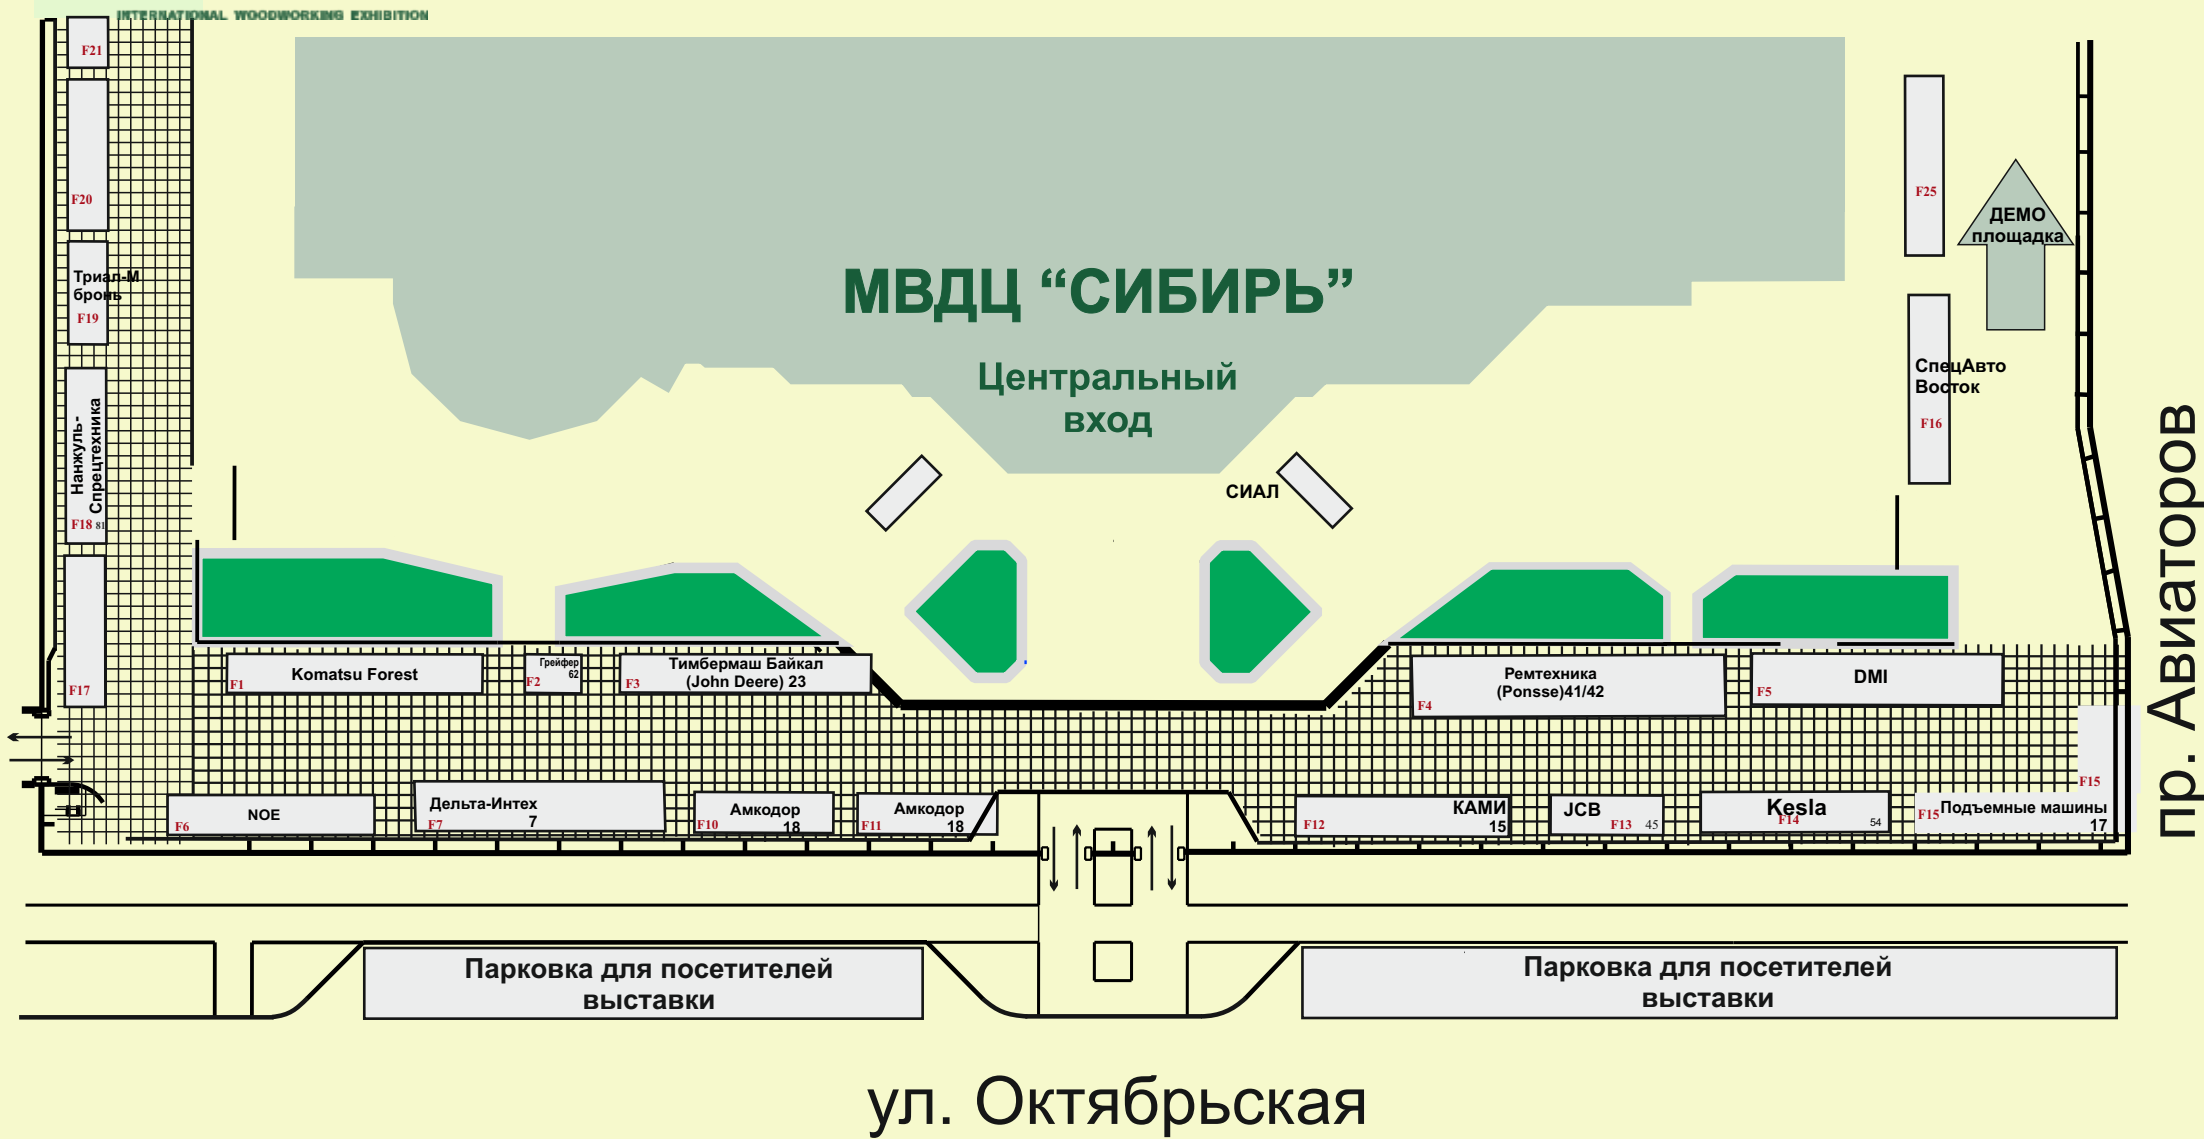 INTERNATIONAL WOODWORKING EXHIBITION
F21
F20
Триал-М
бронь
F19
Нанжуль-
Спрецтехника
F18 81
F17
МВДЦ “СИБИРЬ”
Центральный
вход
СИАЛ
F25
ДЕМО
площадка
СпецАвто
Восток
F16
пр. Авиаторов
F1
Komatsu Forest
Грейфер
62
F2
Тимбермаш Байкал
(John Deere) 23
F3
Ремтехника
(Ponsse)41/42
F4
DMI
F5
NOE
F6
Дельта-Интех
7
F7
Амкодор
18
F10
Амкодор
18
F11
КАМИ
15
F12
JCB
F13 45
Kesla
F14
54
F15
F15 Подъемные машины
17
Парковка для посетителей
выставки
Парковка для посетителей
выставки
ул. Октябрьская